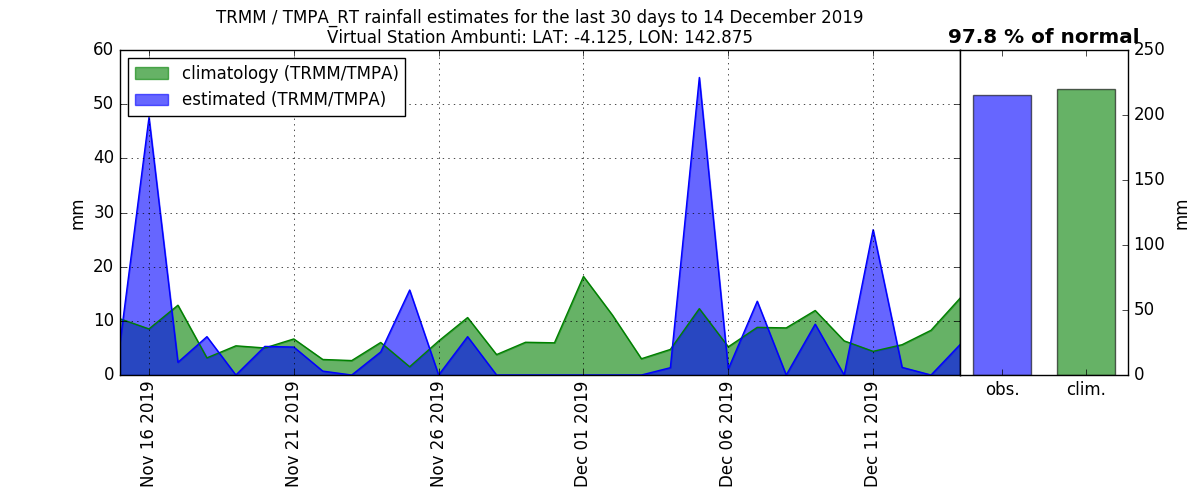 TRMM / TMPA_RT rainfall estimates for the last 30 days to 14 December 2019
Virtual Station Ambunti: LAT: -4.125, LON: 142.875
97.8 % of normal
climatology (TRMM/TMPA)
estimated (TRMM/TMPA)
60
50
40
30
20
10
0
mm
Nov 16 2019
Nov 21 2019
Nov 26 2019
Dec 01 2019
Dec 06 2019
Dec 11 2019
obs.
clim.
250
200
150
100
50
0
mm